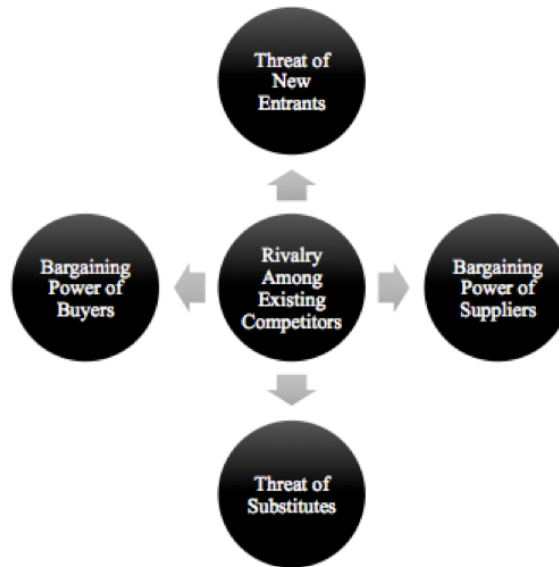 Threat of
New
Entrants
Bargaining
Power of
Buyers
Rivalry
Among
Existing
Competitors
Bargaining
Power of
Suppliers
Threat of
Substitutes